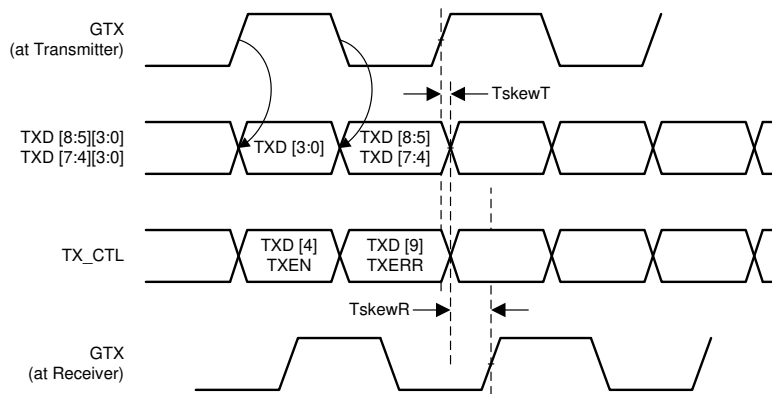 GTX
(at Transmitter)
TskewT
TXD [8:5][3:0]
TXD [7:4][3:0]
TXD [3:0]
TXD [8:5]
TXD [7:4]
TX_CTL
TXD [4]
TXEN
TXD [9]
TXERR
TskewR
GTX
(at Receiver)